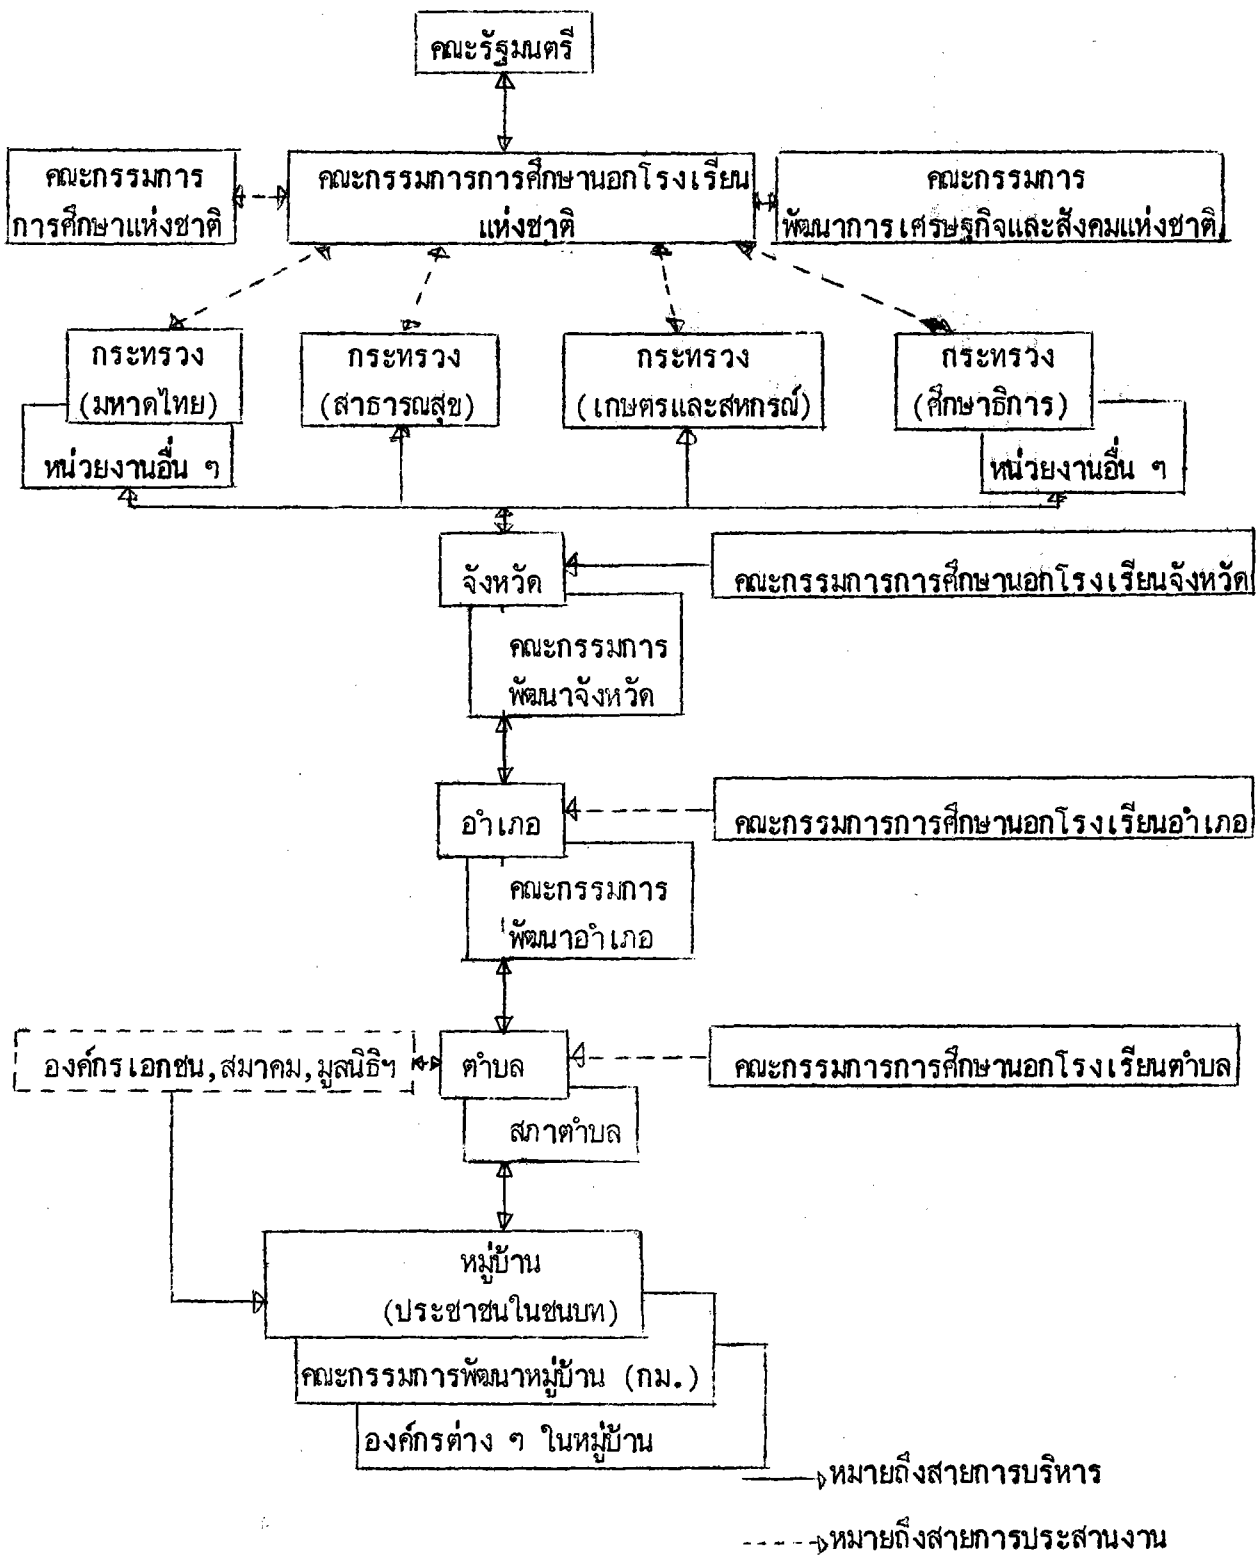 คณะรัฐมนตรี
คณะกรรมการ
การศึกษาแห่งชาติ
คณะกรรมการการศึกษานอกโรงเรียน
แห่งชาติ
คณะกรรมการ
พัฒนาการเศรษฐกิจและสังคมแห่งชาติ
กระทรวง
(มหาดไทย)
หน่วยงานอื่น ๆ
กระทรวง
(สาธารณสุข)
กระทรวง
(เกษตรและสหกรณ์)
กระทรวง
(ศึกษาธิการ)
หน่วยงานอื่น ๆ
จังหวัด
คณะกรรมการการศึกษานอกโรงเรียนจังหวัด
คณะกรรมการ
พัฒนาจังหวัด
อำเภอ
คณะกรรมการการศึกษานอกโรงเรียนอำเภอ
คณะกรรมการ
พัฒนาอำเภอ
องค์กรเอกชน,สมาคม,มูลนิธิฯ
ตำบล
คณะกรรมการการศึกษานอกโรงเรียนตำบล
สภาตำบล
หมู่บ้าน
(ประชาชนในชนบท)
คณะกรรมการพัฒนาหมู่บ้าน (กม.)
องค์กรต่าง ๆ ในหมู่บ้าน
หมายถึงสายการบริหาร
หมายถึงสายการประสานงาน